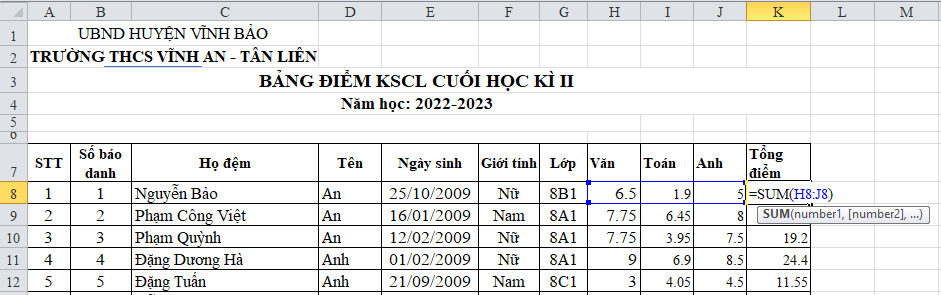 A B C D E F G H I J K L M
1 UBND HUYỆN VĨNH BẢO
2 TRƯỜNG THCS VĨNH AN - TÂN LIÊN
3 BẢNG ĐIỂM KSCL CUỐI HỌC KÌ II
4 Năm học: 2022-2023
5
6
7 STT Số báo danh Họ đệm Tên Ngày sinh Giới tính Lớp Văn Toán Anh Tổng điểm
8 1 1 Nguyễn Bảo An 25/10/2009 Nữ 8B1 6.5 1.9 5 =SUM(H8:J8)
9 2 2 Phạm Công Việt An 16/01/2009 Nam 8A1 7.75 6.45 8 SUM(number1, [number2], ...)
10 3 3 Phạm Quỳnh An 12/02/2009 Nữ 8A1 7.75 3.95 7.5 19.2
11 4 4 Đặng Dương Hà Anh 01/02/2009 Nữ 8A1 9 6.9 8.5 24.4
12 5 5 Đặng Tuấn Anh 21/09/2009 Nam 8C1 3 4.05 4.5 11.55